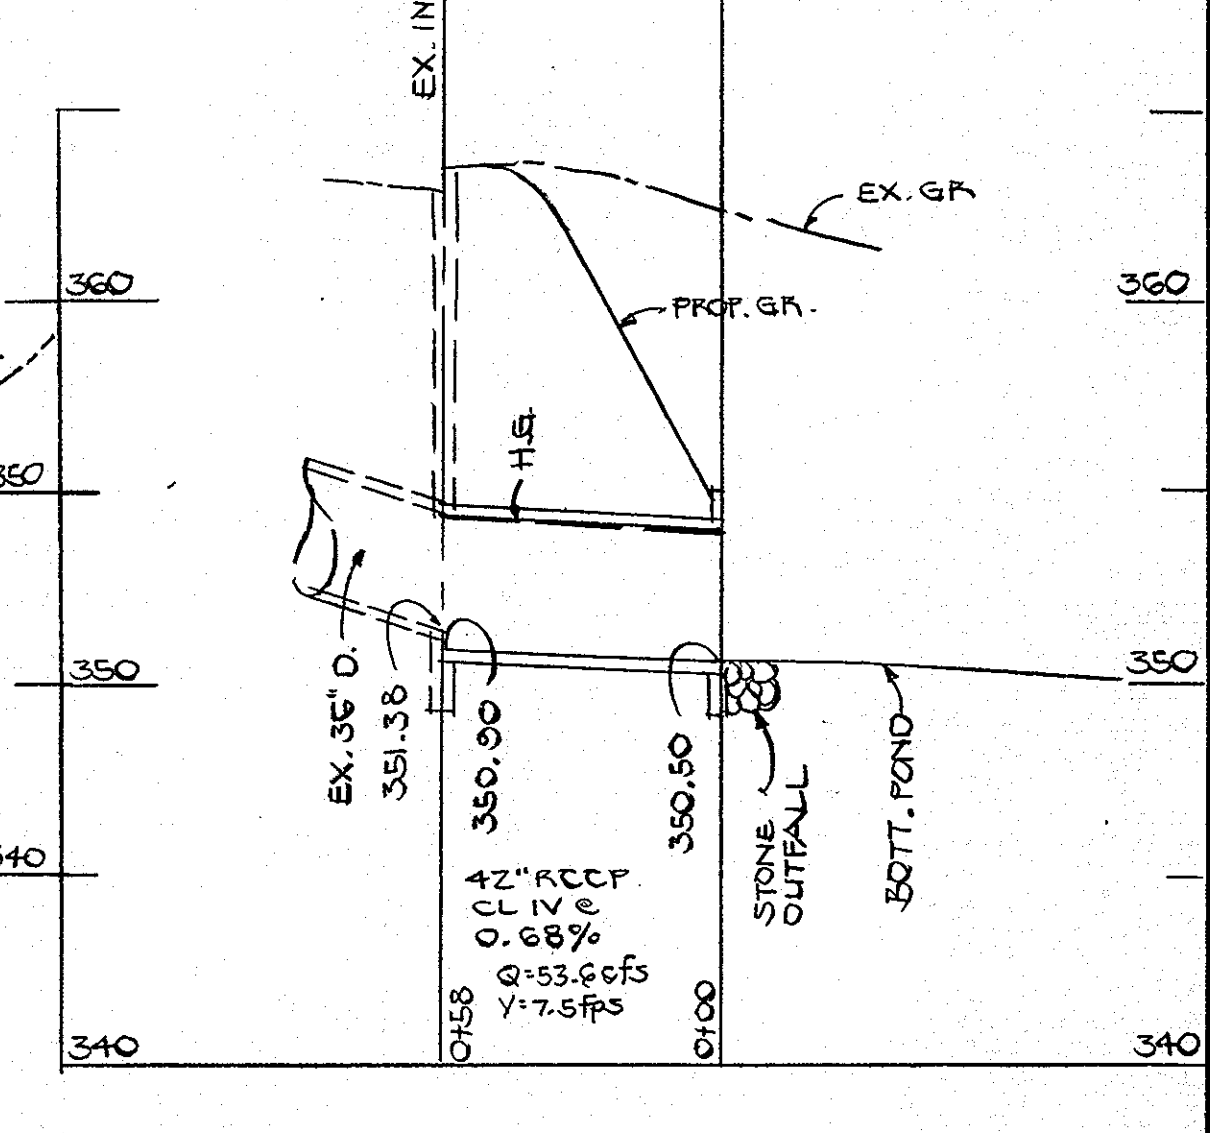 EX. IN
EX. GR
360
360
PROP. GR.
H.G.
350
350
EX. 36" D.
351.38
350.90
350.50
STONE
OUTFALL
BOTT. POND
42" RCCP
CL IV @
0.68%
Q=53.6cfs
V=7.5fps
0+58
0+00
340
340